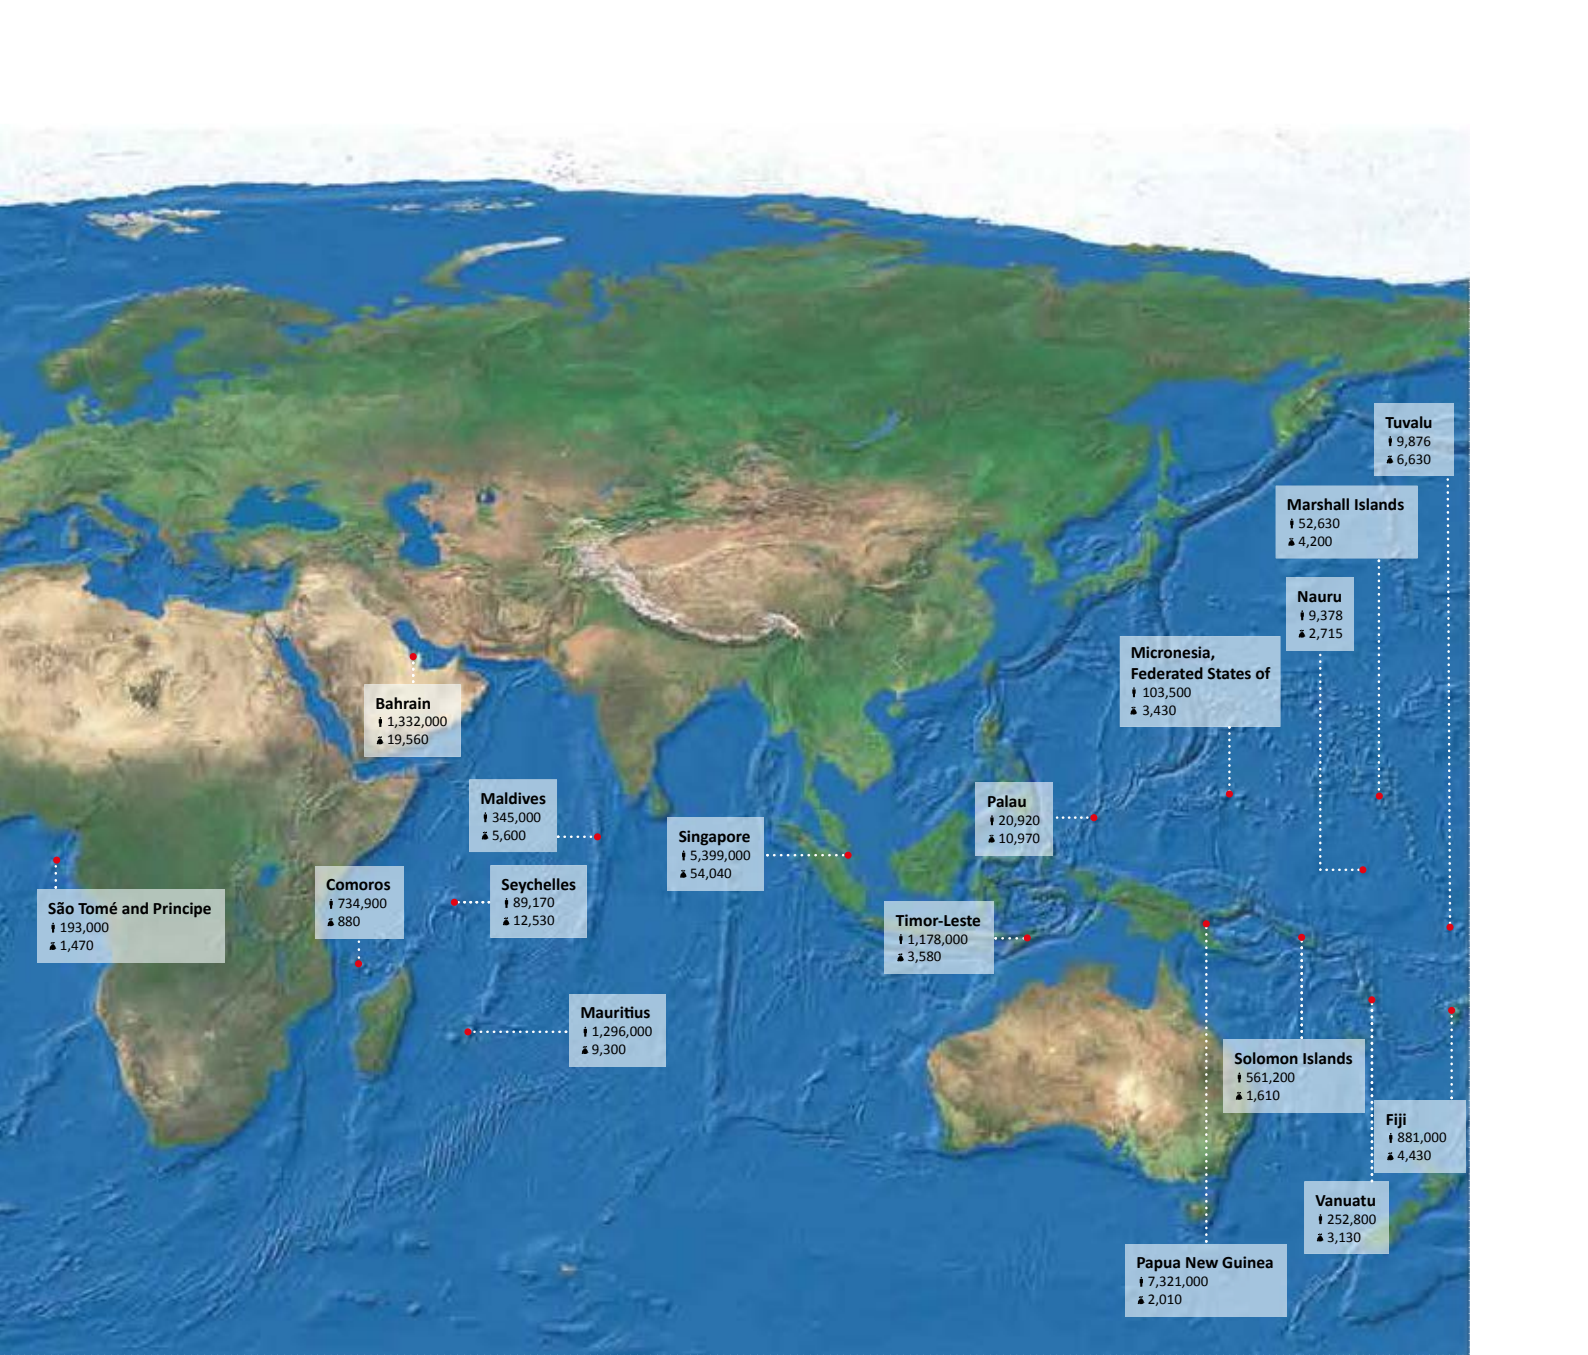 Tuvalu
9,876
6,630
Marshall Islands
52,630
4,200
Nauru
9,378
2,715
Micronesia,
Federated States of
103,500
3,430
Bahrain
1,332,000
19,560
Maldives
345,000
5,600
Palau
20,920
10,970
Singapore
5,399,000
54,040
Comoros
734,900
880
Seychelles
89,170
12,530
São Tomé and Principe
193,000
1,470
Timor-Leste
1,178,000
3,580
Mauritius
1,296,000
9,300
Solomon Islands
561,200
1,610
Fiji
881,000
4,430
Vanuatu
252,800
3,130
Papua New Guinea
7,321,000
2,010